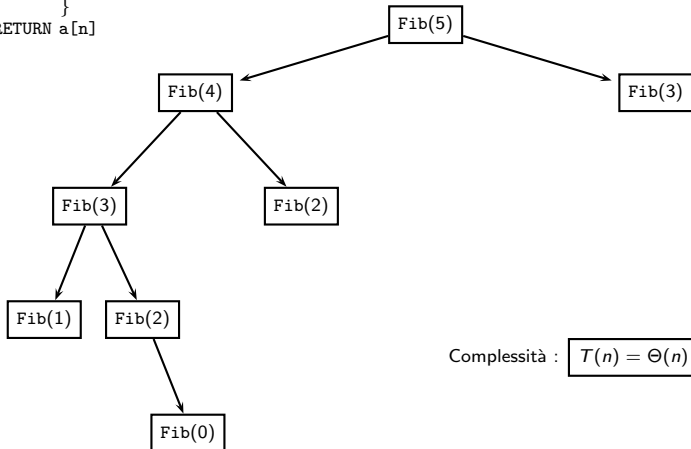 }
RETURN a[n]
Fib(5)
Fib(4)
Fib(3)
Fib(3)
Fib(2)
Fib(1)
Fib(2)
Complessità : T(n) = Θ(n)
Fib(0)